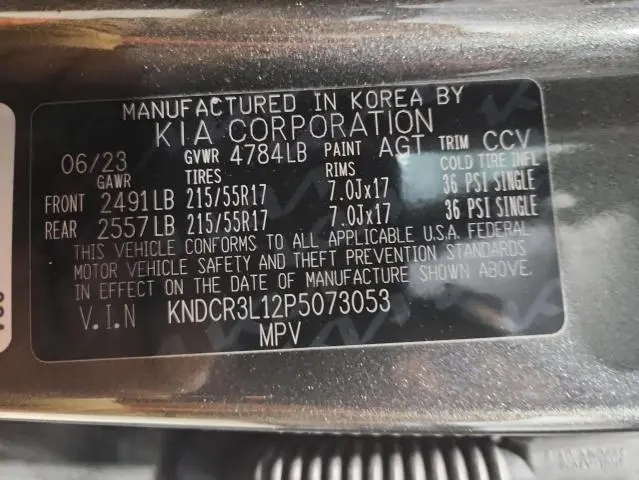 MANUFACTURED IN KOREA BY
KIA CORPORATION
06/23 GVWR 4784LB PAINT AGT TRIM CCV
GAWR TIRES RIMS COLD TIRE INFL
FRONT 2491LB 215/55R17 7.0Jx17 36 PSI SINGLE
REAR 2557LB 215/55R17 7.0Jx17 36 PSI SINGLE
THIS VEHICLE CONFORMS TO ALL APPLICABLE U.S.A. FEDERAL
MOTOR VEHICLE SAFETY AND THEFT PREVENTION STANDARDS
IN EFFECT ON THE DATE OF MANUFACTURE SHOWN ABOVE.
V.I.N KNDCR3L12P5073053
MPV